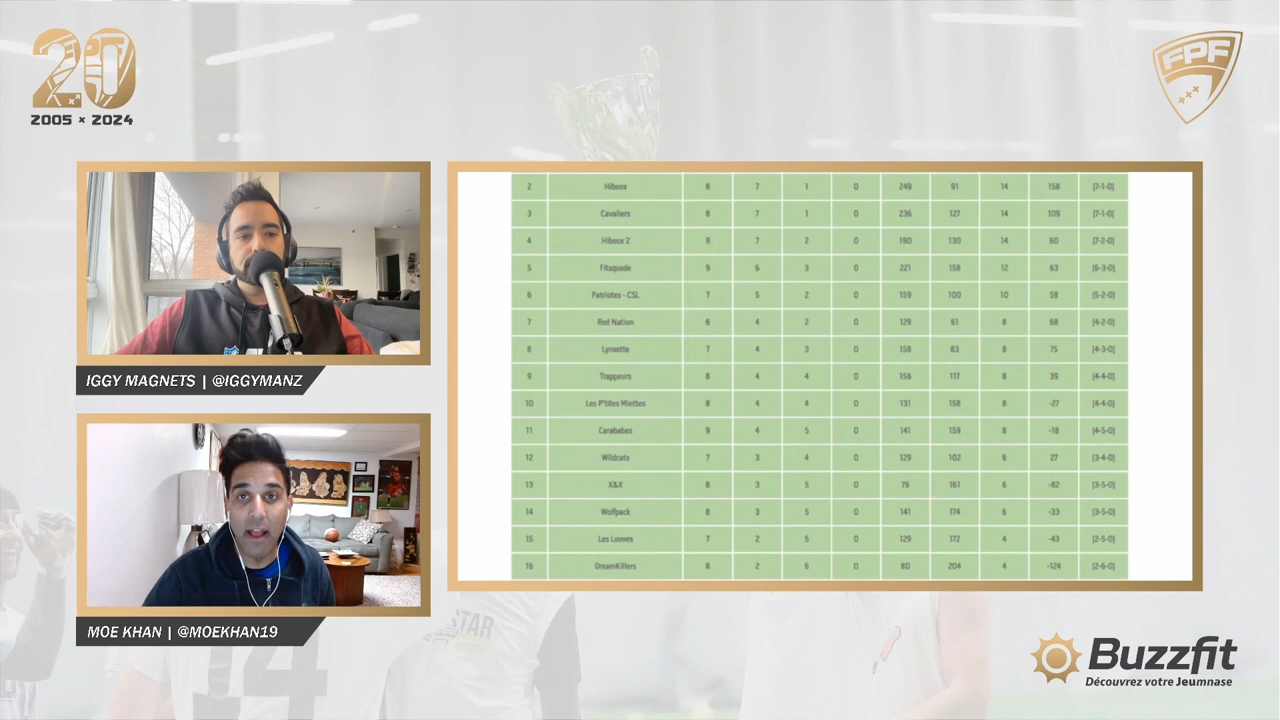 20
2005 × 2024
FPF
IGGY MAGNETS | @IGGYMANZ
MOE KHAN | @MOEKHAN19
2 Hiboux 8 7 1 0 249 91 14 158 [7-1-0]
3 Cavaliers 8 7 1 0 236 127 14 109 [7-1-0]
4 Hiboux 2 9 7 2 0 190 130 14 60 [7-2-0]
5 Fitsquade 9 6 3 0 221 158 12 63 [6-3-0]
6 Patriotes - CSL 7 5 2 0 159 100 10 59 [5-2-0]
7 Red Nation 6 4 2 0 129 61 8 68 [4-2-0]
8 Lynxette 7 4 3 0 158 83 8 75 [4-3-0]
9 Trappeurs 8 4 4 0 156 117 8 39 [4-4-0]
10 Les P'tites Miettes 8 4 4 0 131 158 8 -27 [4-4-0]
11 Carababes 9 4 5 0 141 159 8 -18 [4-5-0]
12 Wildcats 7 3 4 0 129 102 6 27 [3-4-0]
13 X&X 8 3 5 0 79 161 6 -82 [3-5-0]
14 Wolfpack 8 3 5 0 141 174 6 -33 [3-5-0]
15 Les Louves 7 2 5 0 129 172 4 -43 [2-5-0]
16 DreamKillers 8 2 6 0 80 204 4 -124 [2-6-0]
STAR
14
Buzzfit
Découvrez votre Jeumnase